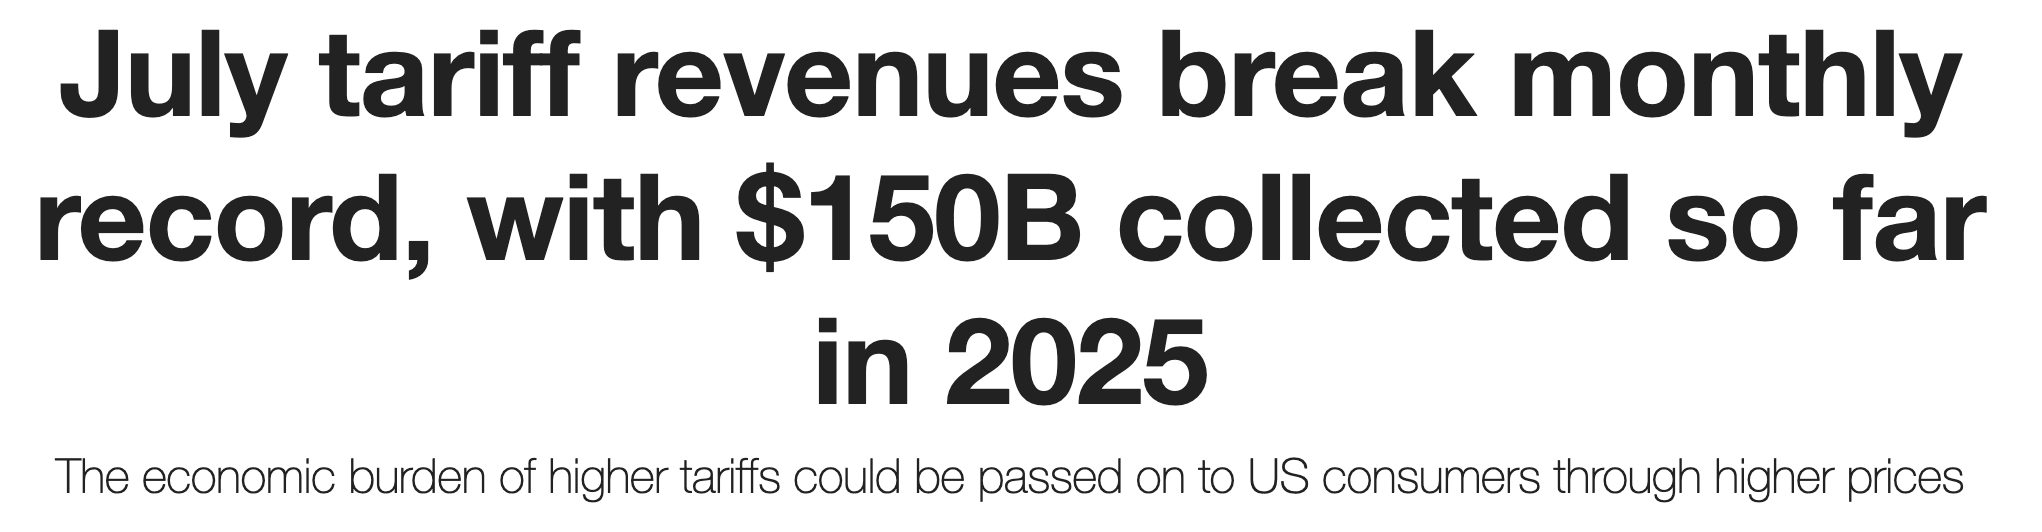 July tariff revenues break monthly
record, with $150B collected so far
in 2025
The economic burden of higher tariffs could be passed on to US consumers through higher prices